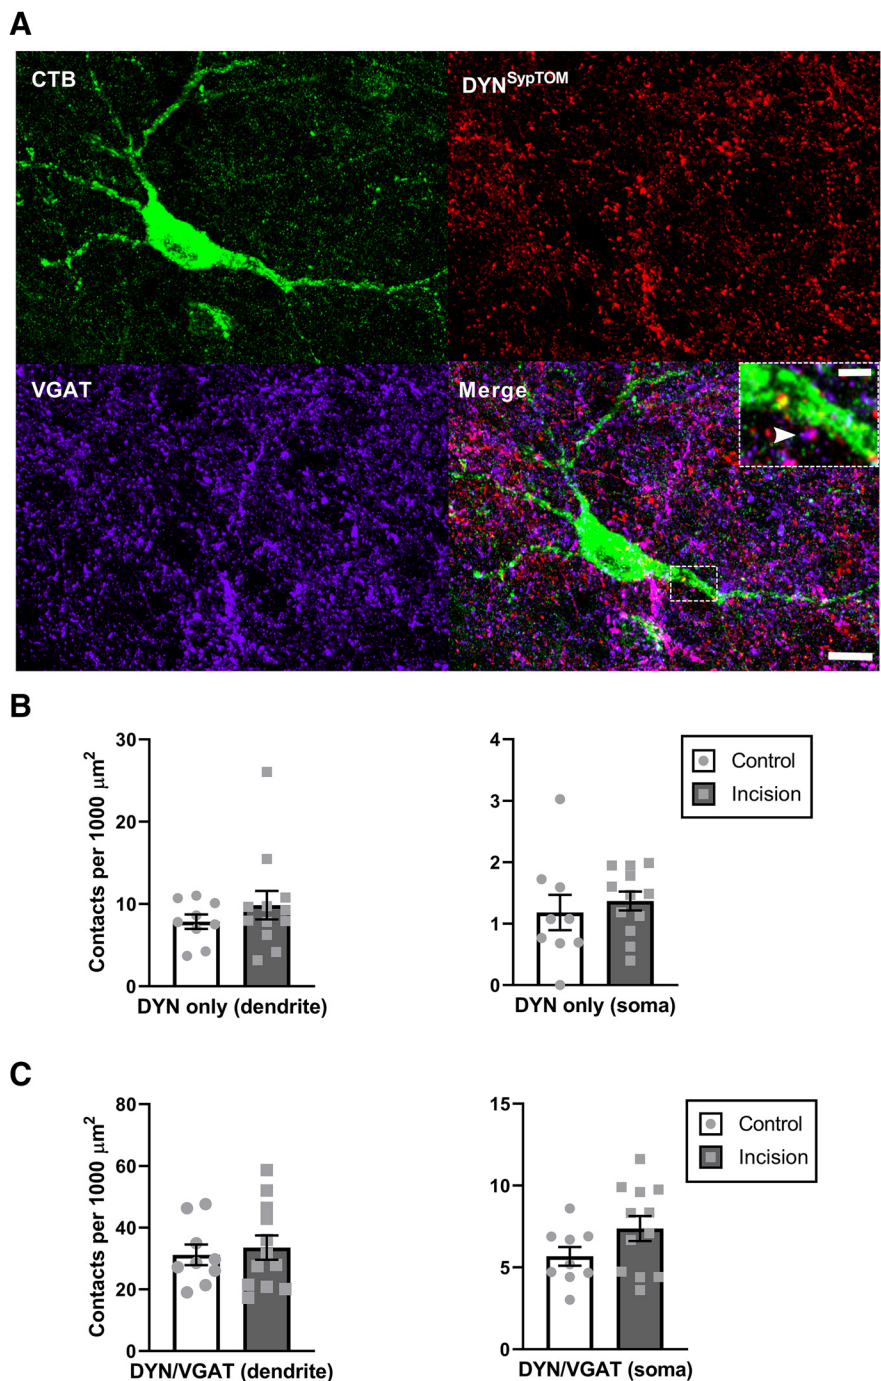 A
CTB
DYN^SypTOM
VGAT
Merge
B
Contacts per 1000 μm²
30
20
10
0
DYN only (dendrite)
4
3
2
1
0
DYN only (soma)
Control
Incision
C
Contacts per 1000 μm²
80
60
40
20
0
DYN/VGAT (dendrite)
15
10
5
0
DYN/VGAT (soma)
Control
Incision